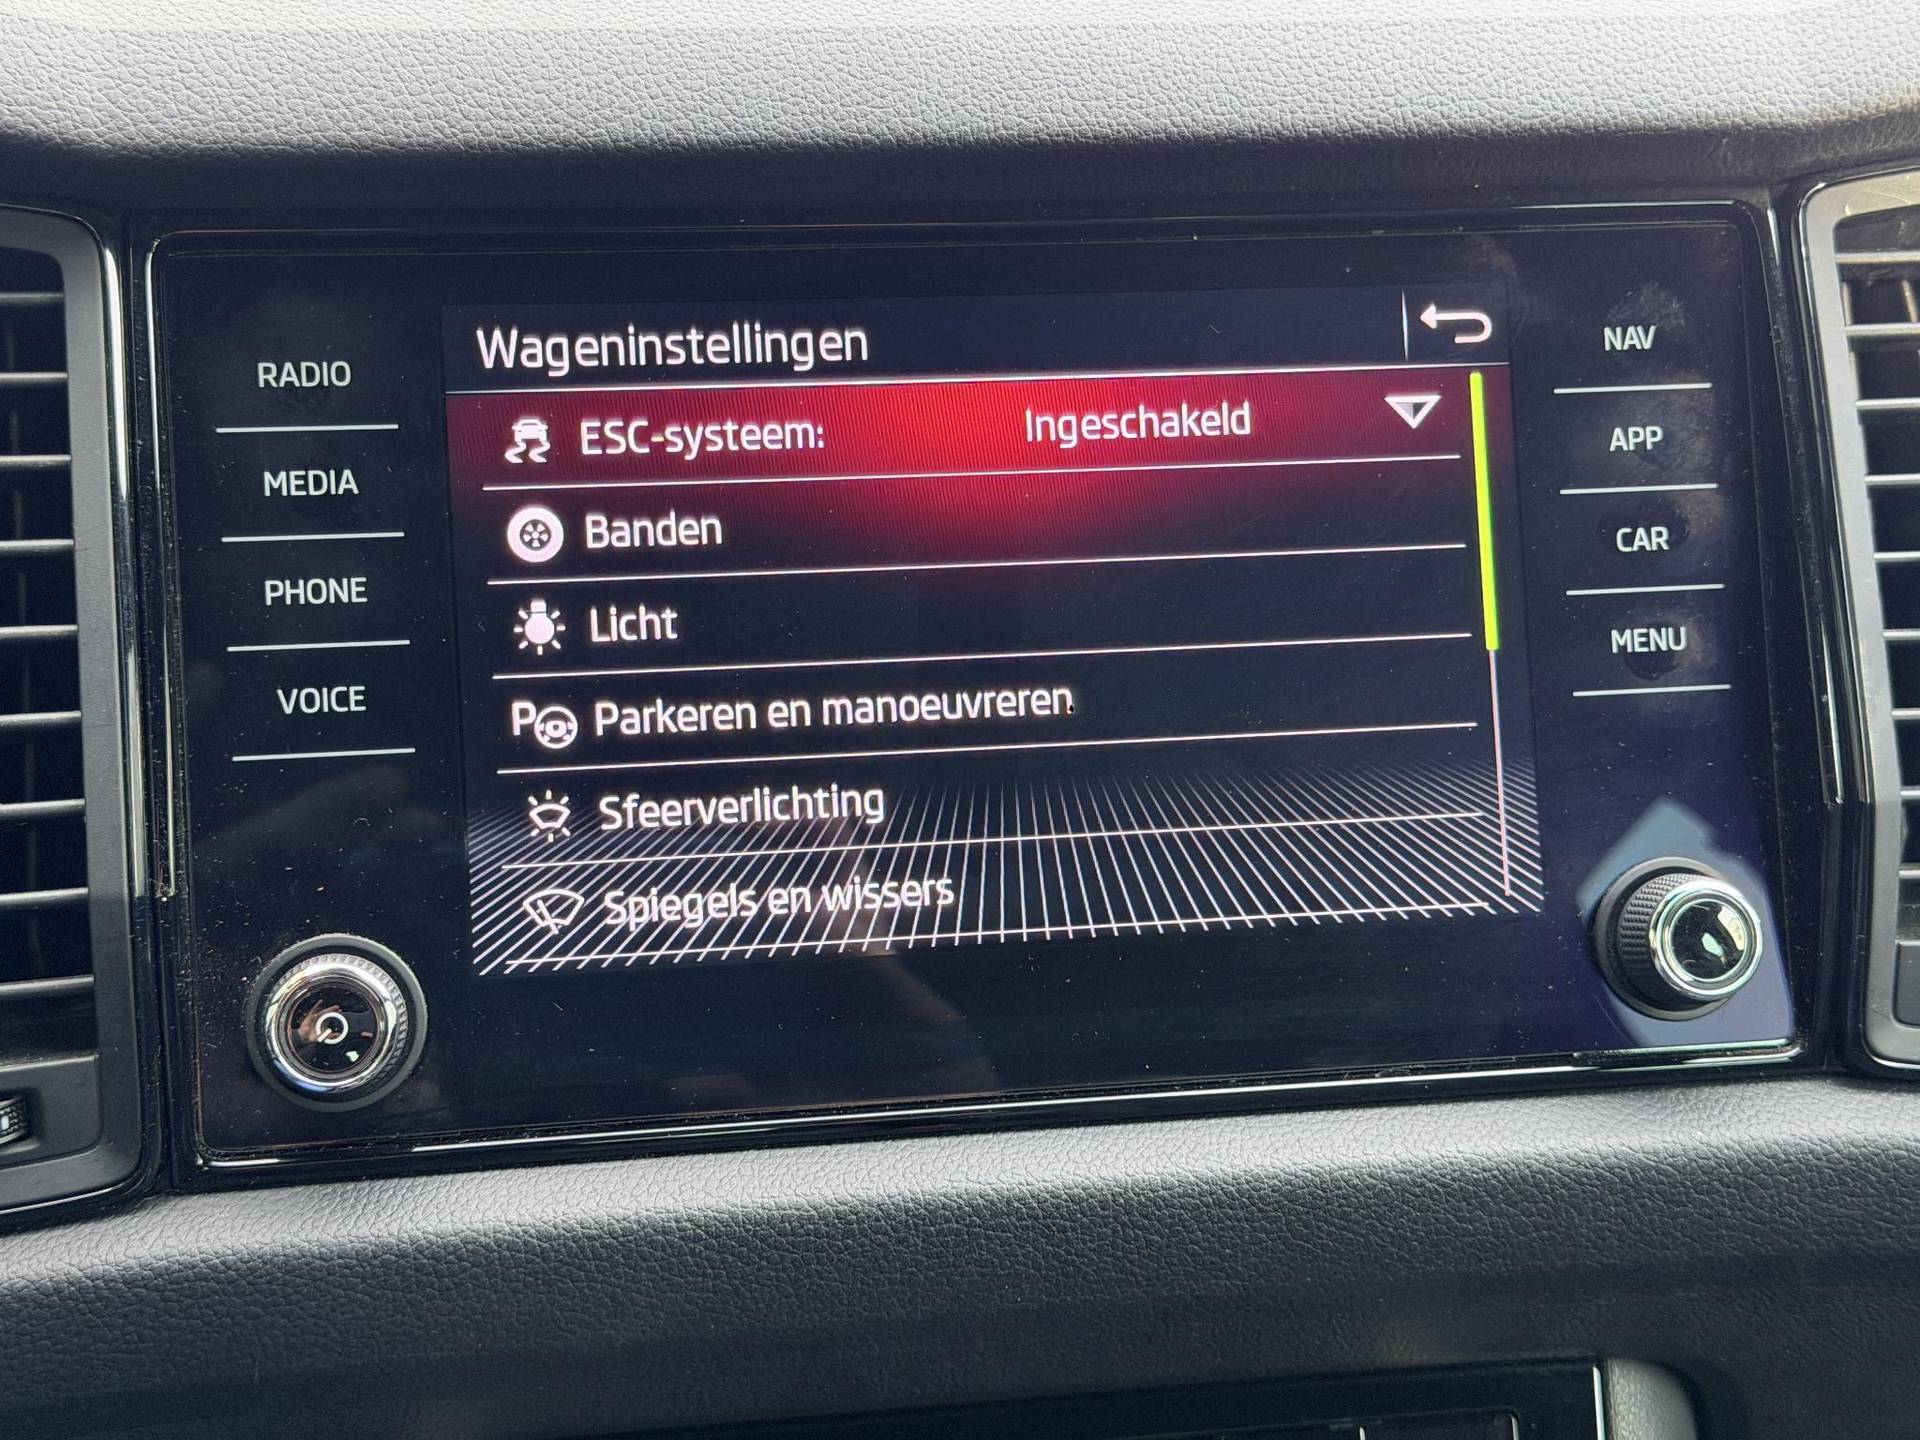 Wageninstellingen
ESC-systeem: Ingeschakeld
Banden
Licht
P Parkeren en manoeuvreren
Sfeerverlichting
Spiegels en wissers
RADIO
MEDIA
PHONE
VOICE
NAV
APP
CAR
MENU